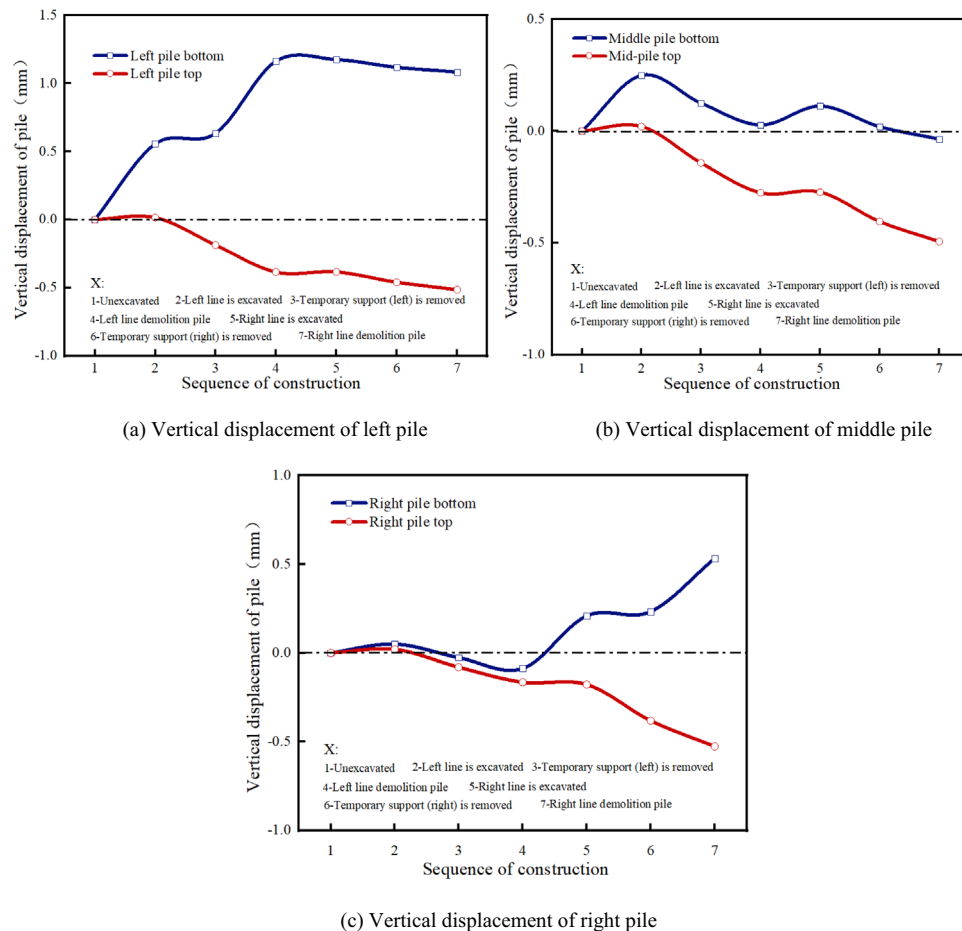 Vertical displacement of pile（mm）
1.5
1.0
0.5
0.0
-0.5
-1.0
Left pile bottom
Left pile top
X:
1-Unexcavated 2-Left line is excavated 3-Temporary support (left) is removed
4-Left line demolition pile 5-Right line is excavated
6-Temporary support (right) is removed 7-Right line demolition pile
1 2 3 4 5 6 7
Sequence of construction
(a) Vertical displacement of left pile
Vertical displacement of pile（mm）
0.5
0.0
-0.5
-1.0
Middle pile bottom
Mid-pile top
X:
1-Unexcavated 2-Left line is excavated 3-Temporary support (left) is removed
4-Left line demolition pile 5-Right line is excavated
6-Temporary support (right) is removed 7-Right line demolition pile
1 2 3 4 5 6 7
Sequence of construction
(b) Vertical displacement of middle pile
Vertical displacement of pile（mm）
1.0
0.5
0.0
-0.5
-1.0
Right pile bottom
Right pile top
X:
1-Unexcavated 2-Left line is excavated 3-Temporary support (left) is removed
4-Left line demolition pile 5-Right line is excavated
6-Temporary support (right) is removed 7-Right line demolition pile
1 2 3 4 5 6 7
Sequence of construction
(c) Vertical displacement of right pile